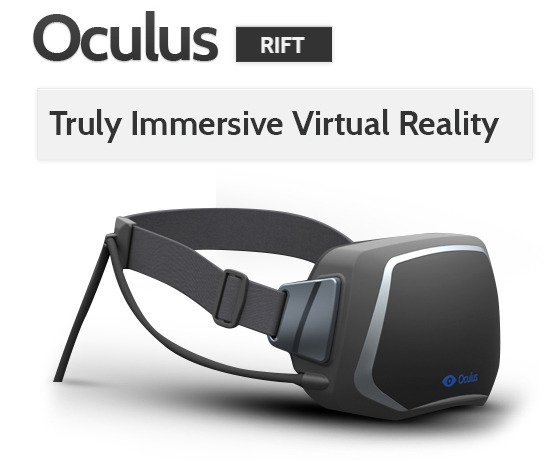 Oculus RIFT
Truly Immersive Virtual Reality
Oculus